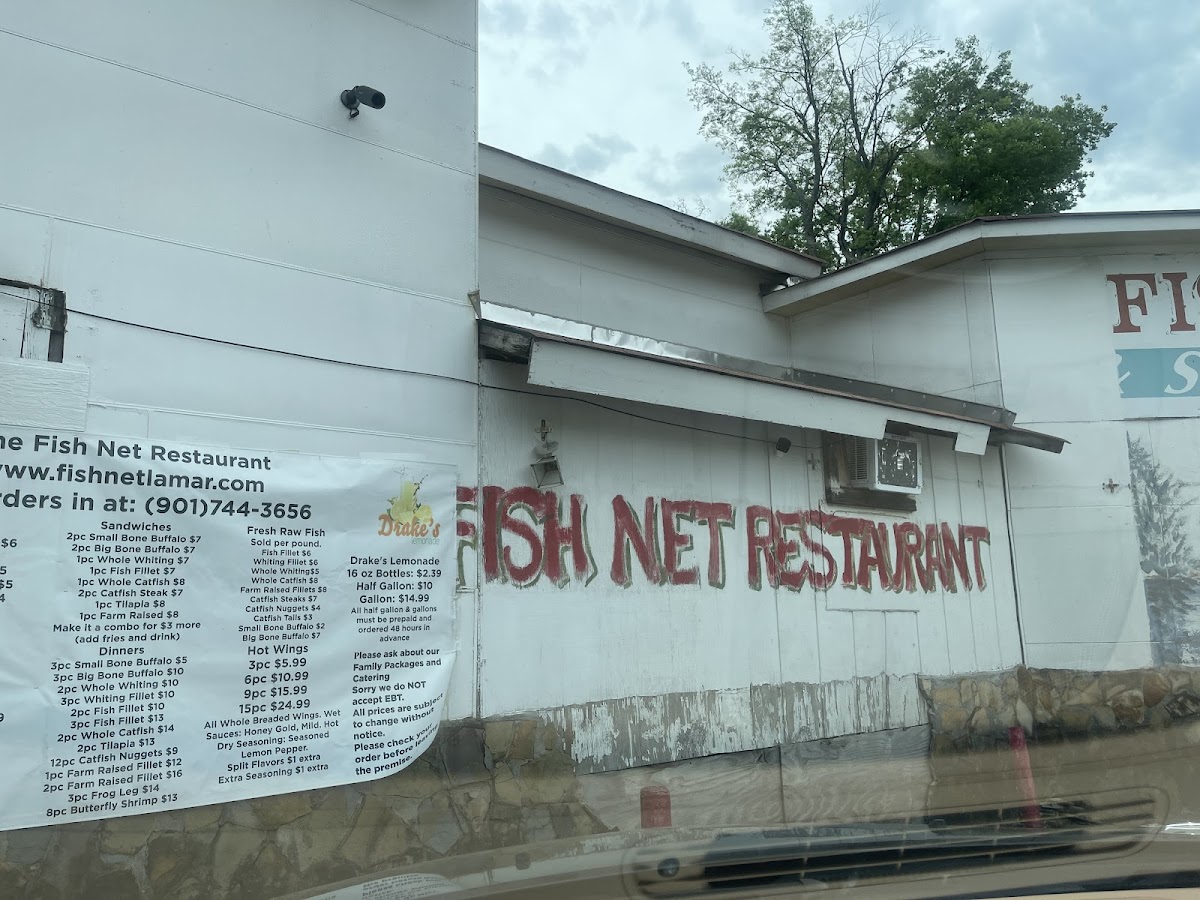 he Fish Net Restaurant
www.fishnetlamar.com
rders in at: (901)744-3656
$6
$5
Sandwiches
2pc Small Bone Buffalo $7
2pc Big Bone Buffalo $7
1pc Whole Whiting $7
1pc Fish Fillet $7
1pc Whole Catfish $8
2pc Catfish Steak $7
1pc Tilapia $8
1pc Farm Raised $8
Make it a combo for $3 more
(add fries and drink)
Dinners
3pc Small Bone Buffalo $5
3pc Big Bone Buffalo $10
2pc Whole Whiting $10
3pc Whiting Fillet $10
2pc Fish Fillet $10
3pc Fish Fillet $13
2pc Whole Catfish $14
2pc Tilapia $13
12pc Catfish Nuggets $9
1pc Farm Raised Fillet $12
2pc Farm Raised Fillet $16
3pc Frog Leg $14
8pc Butterfly Shrimp $13
Fresh Raw Fish
Sold per pound.
Fish Fillet $6
Whiting Fillet $6
Whole Whiting$5
Whole Catfish $8
Farm Raised Fillets $8
Catfish Steaks $7
Catfish Nuggets $4
Catfish Tails $3
Small Bone Buffalo $2
Big Bone Buffalo $7
Hot Wings
3pc $5.99
6pc $10.99
9pc $15.99
15pc $24.99
All Whole Breaded Wings. Wet
Sauces: Honey Gold, Mild. Hot
Dry Seasoning: Seasoned
Lemon Pepper.
Split Flavors $1 extra
Extra Seasoning $1 extra
Drake's
lemonade
Drake's Lemonade
16 oz Bottles: $2.39
Half Gallon: $10
Gallon: $14.99
All half gallon & gallons
must be prepaid and
ordered 48 hours in
advance
Please ask about our
Family Packages and
Catering
Sorry we do NOT
accept EBT.
All prices are subject
to change without
notice.
Please check your
order before leaving
the premise.
FISH NET RESTAURANT
FI
& S